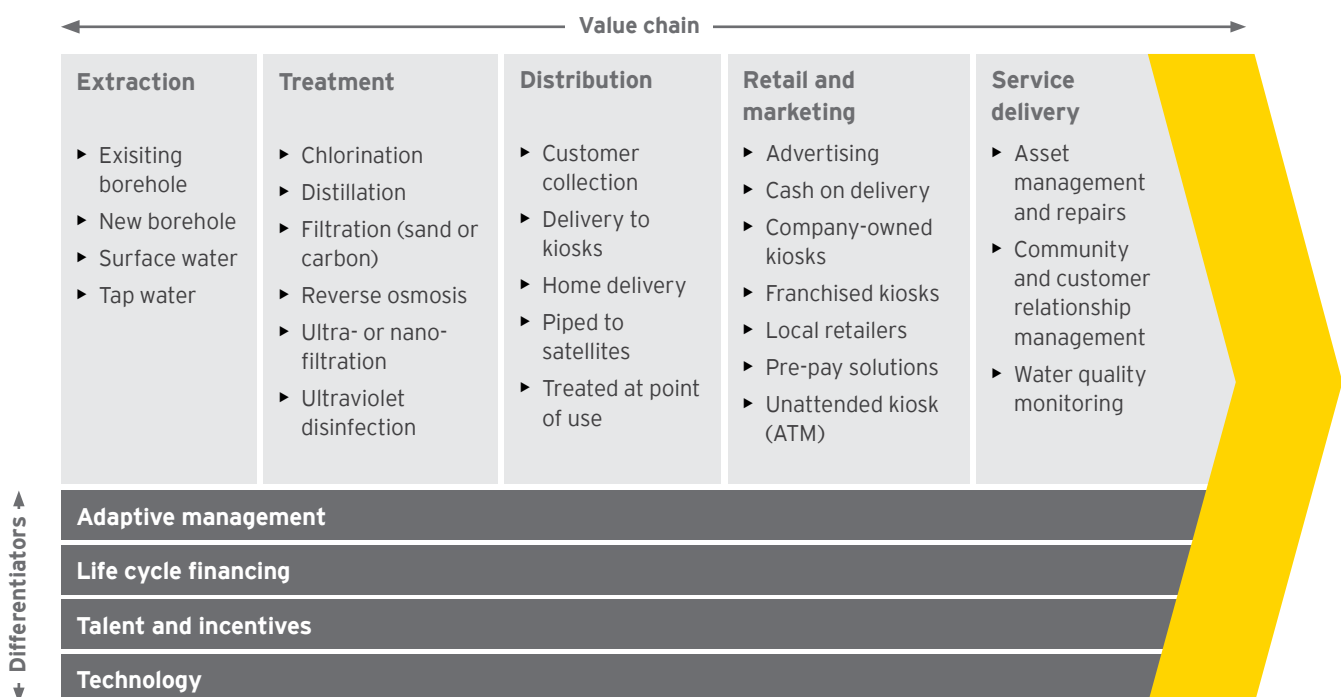 Value chain
Extraction
Exisiting
borehole
New borehole
Surface water
Tap water
Treatment
Chlorination
Distillation
Filtration (sand or
carbon)
Reverse osmosis
Ultra- or nano-
filtration
Ultraviolet
disinfection
Distribution
Customer
collection
Delivery to
kiosks
Home delivery
Piped to
satellites
Treated at point
of use
Retail and
marketing
Advertising
Cash on delivery
Company-owned
kiosks
Franchised kiosks
Local retailers
Pre-pay solutions
Unattended kiosk
(ATM)
Service
delivery
Asset
management
and repairs
Community
and customer
relationship
management
Water quality
monitoring
Differentiators
Adaptive management
Life cycle financing
Talent and incentives
Technology